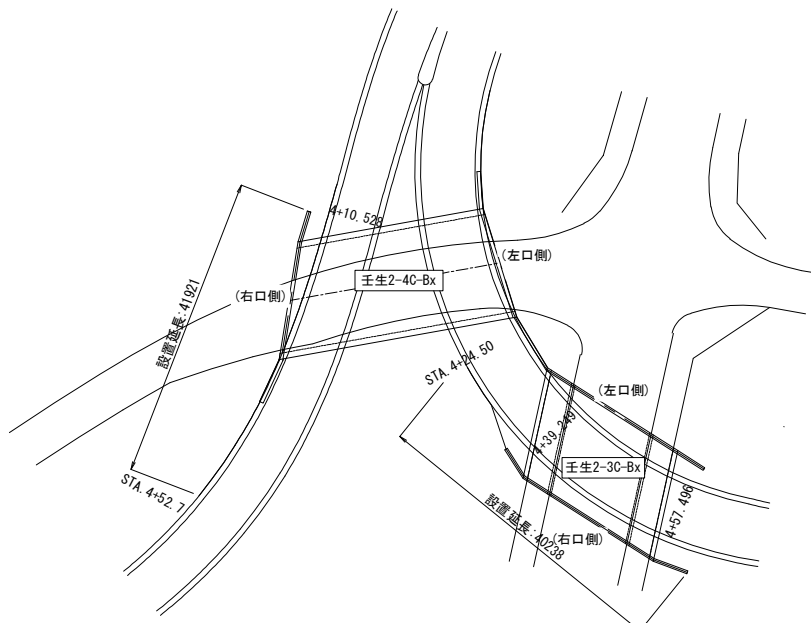 4+10.528
(左口側)
壬生2-4C-Bx
(右口側)
設置延長:41921
STA.4+24.50
(左口側)
4+39.249
壬生2-3C-Bx
STA.4+52.7
4+57.496
設置延長:40238
(右口側)